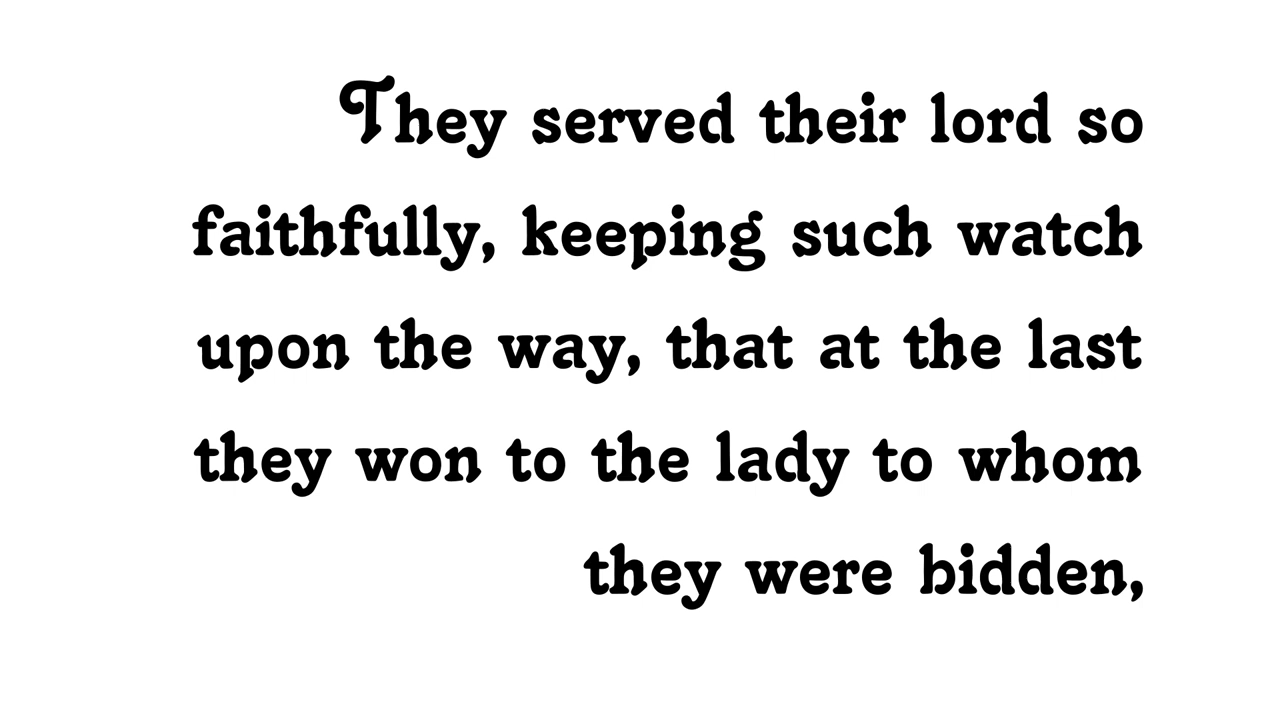 They served their lord so
faithfully, keeping such watch
upon the way, that at the last
they won to the lady to whom
they were bidden,